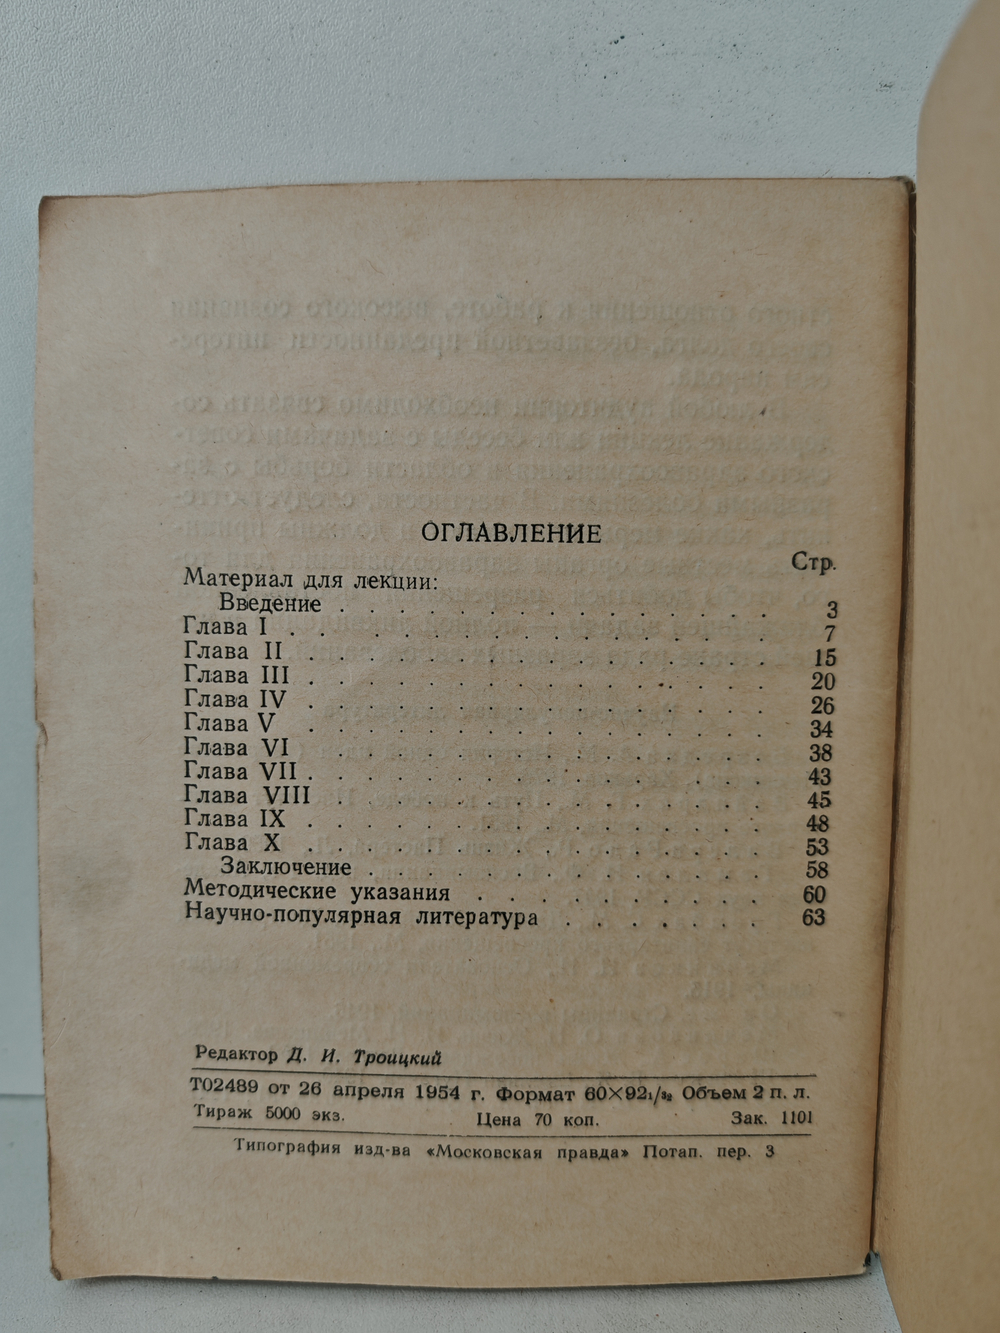 ОГЛАВЛЕНИЕ
Стр.
Материал для лекции:
Введение . . . . . . . . . . . . . 3
Глава I . . . . . . . . . . . . . . 7
Глава II . . . . . . . . . . . . . . 15
Глава III . . . . . . . . . . . . . . 20
Глава IV . . . . . . . . . . . . . . 26
Глава V . . . . . . . . . . . . . . 34
Глава VI . . . . . . . . . . . . . 38
Глава VII . . . . . . . . . . . . . . 43
Глава VIII . . . . . . . . . . . . . 45
Глава IX . . . . . . . . . . . . . . 48
Глава X . . . . . . . . . . . . . . 53
Заключение . . . . . . . . . . . . 58
Методические указания . . . . . . . . . 60
Научно-популярная литература . . . . . . 63
Редактор Д. И. Троицкий
Т02489 от 26 апреля 1954 г. Формат 60×92 1/32 Объем 2 п. л.
Тираж 5000 экз. Цена 70 коп. Зак. 1101
Типография изд-ва «Московская правда» Потап. пер. 3